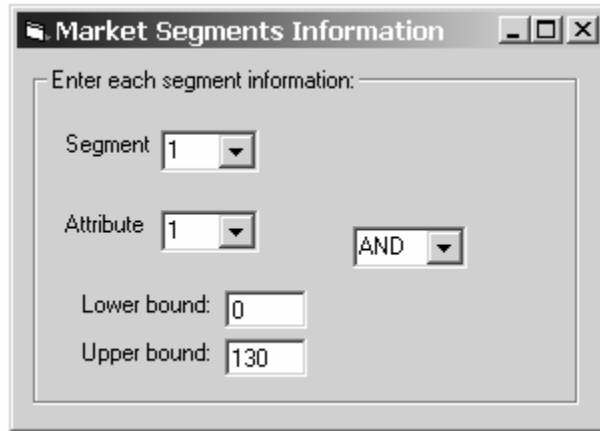 Market Segments Information
Enter each segment information:
Segment 1
Attribute 1
AND
Lower bound: 0
Upper bound: 130